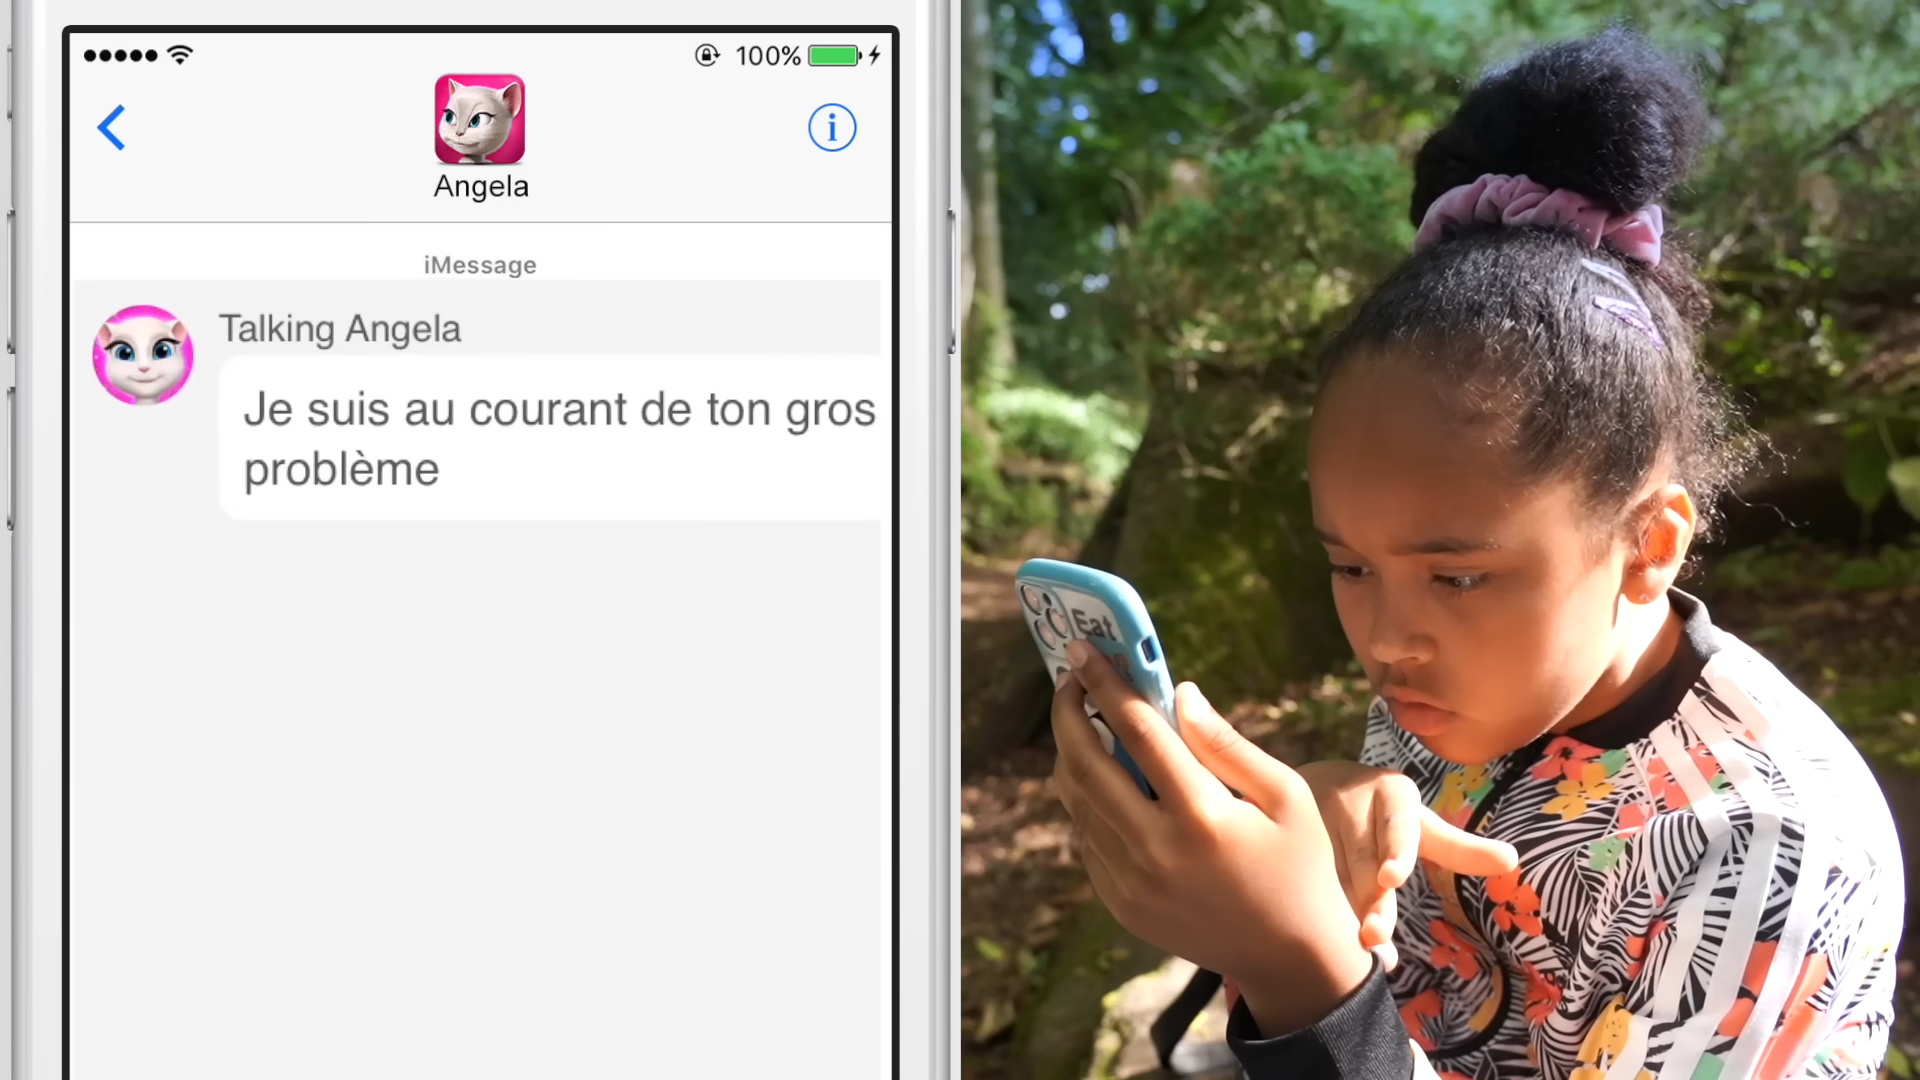 100%
Angela
iMessage
Talking Angela
Je suis au courant de ton gros
problème
Eat